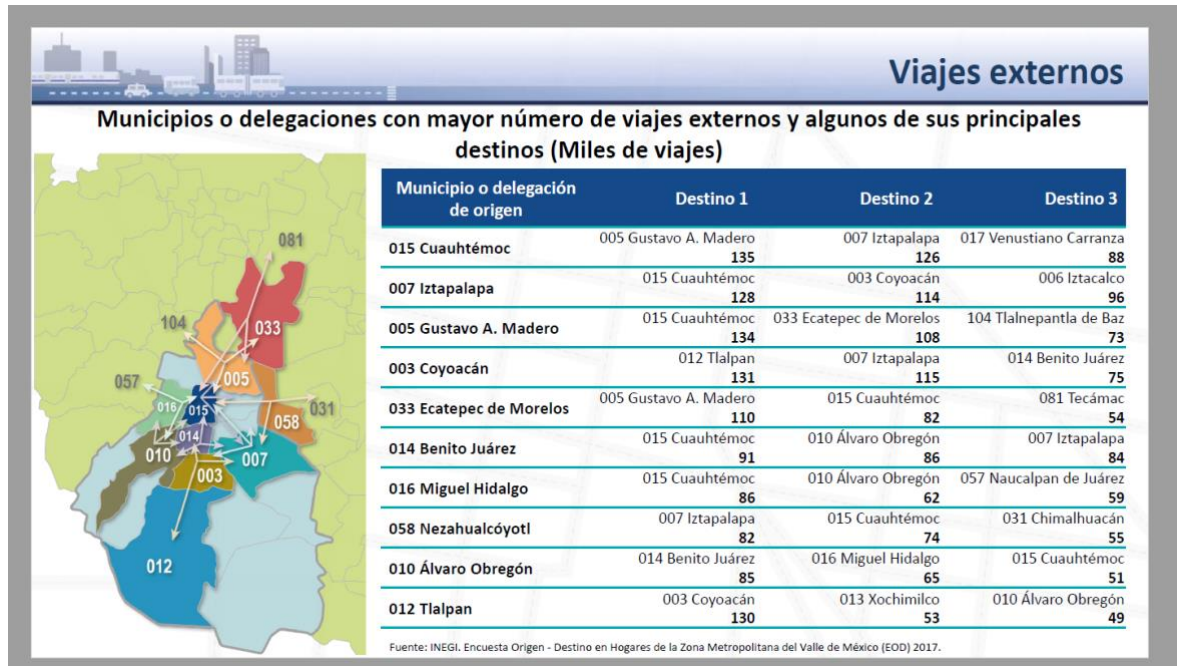 Viajes externos
Municipios o delegaciones con mayor número de viajes externos y algunos de sus principales
destinos (Miles de viajes)
081
104
033
005
057
016
015
031
058
014
010
007
003
012
Municipio o delegación
de origen
Destino 1
Destino 2
Destino 3
015 Cuauhtémoc
005 Gustavo A. Madero
135
007 Iztapalapa
126
017 Venustiano Carranza
88
007 Iztapalapa
015 Cuauhtémoc
128
003 Coyoacán
114
006 Iztacalco
96
005 Gustavo A. Madero
015 Cuauhtémoc
134
033 Ecatepec de Morelos
108
104 Tlalnepantla de Baz
73
003 Coyoacán
012 Tlalpan
131
007 Iztapalapa
115
014 Benito Juárez
75
033 Ecatepec de Morelos
005 Gustavo A. Madero
110
015 Cuauhtémoc
82
081 Tecámac
54
014 Benito Juárez
015 Cuauhtémoc
91
010 Álvaro Obregón
86
007 Iztapalapa
84
016 Miguel Hidalgo
015 Cuauhtémoc
86
010 Álvaro Obregón
62
057 Naucalpan de Juárez
59
058 Nezahualcóyotl
007 Iztapalapa
82
015 Cuauhtémoc
74
031 Chimalhuacán
55
010 Álvaro Obregón
014 Benito Juárez
85
016 Miguel Hidalgo
65
015 Cuauhtémoc
51
012 Tlalpan
003 Coyoacán
130
013 Xochimilco
53
010 Álvaro Obregón
49
Fuente: INEGI. Encuesta Origen - Destino en Hogares de la Zona Metropolitana del Valle de México (EOD) 2017.